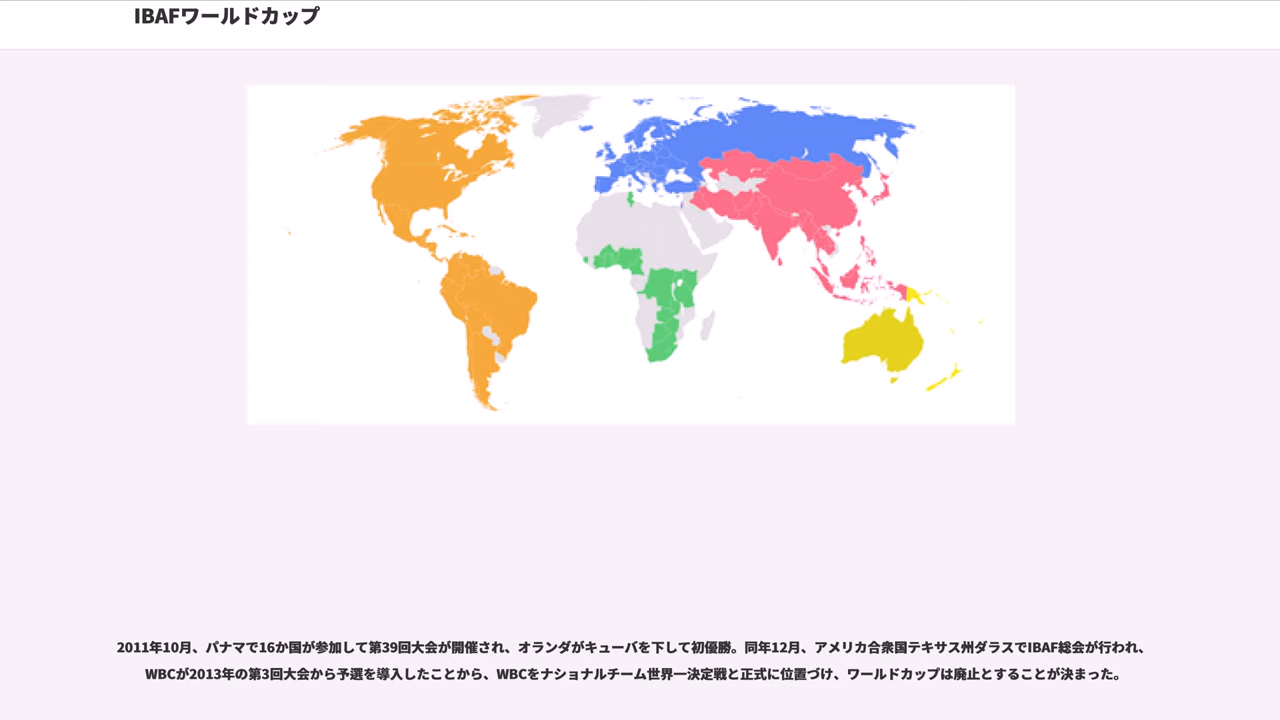 IBAFワールドカップ
2011年10月、パナマで16か国が参加して第39回大会が開催され、オランダがキューバを下して初優勝。同年12月、アメリカ合衆国テキサス州ダラスでIBAF総会が行われ、
WBCが2013年の第3回大会から予選を導入したことから、WBCをナショナルチーム世界一決定戦と正式に位置づけ、ワールドカップは廃止とすることが決まった。